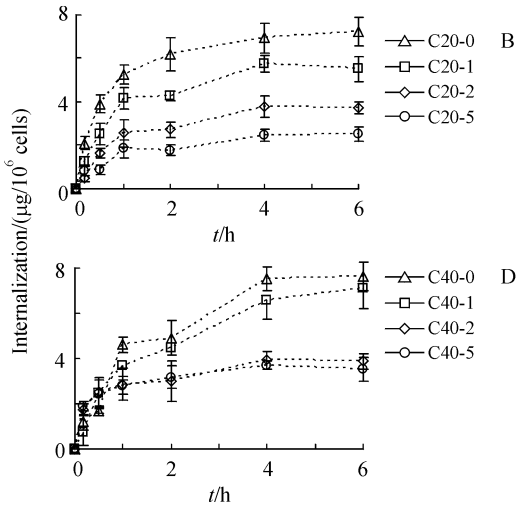 B
8
4
0
0 2 4 6
t/h
C20-0
C20-1
C20-2
C20-5
Internalization/(μg/10⁶ cells)
D
8
4
0
0 2 4 6
t/h
C40-0
C40-1
C40-2
C40-5